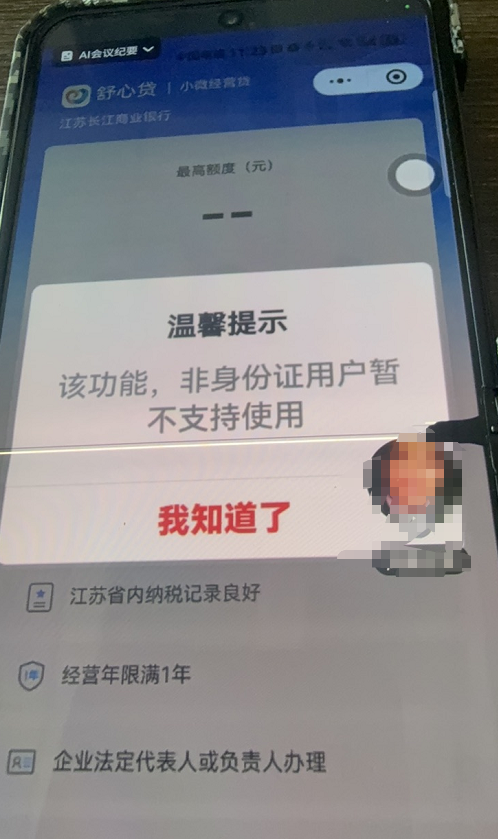 AI会议纪要
舒心贷 | 小微经营贷
江苏长江商业银行
最高额度（元）
--
温馨提示
该功能，非身份证用户暂
不支持使用
我知道了
江苏省内纳税记录良好
1年 经营年限满1年
企业法定代表人或负责人办理